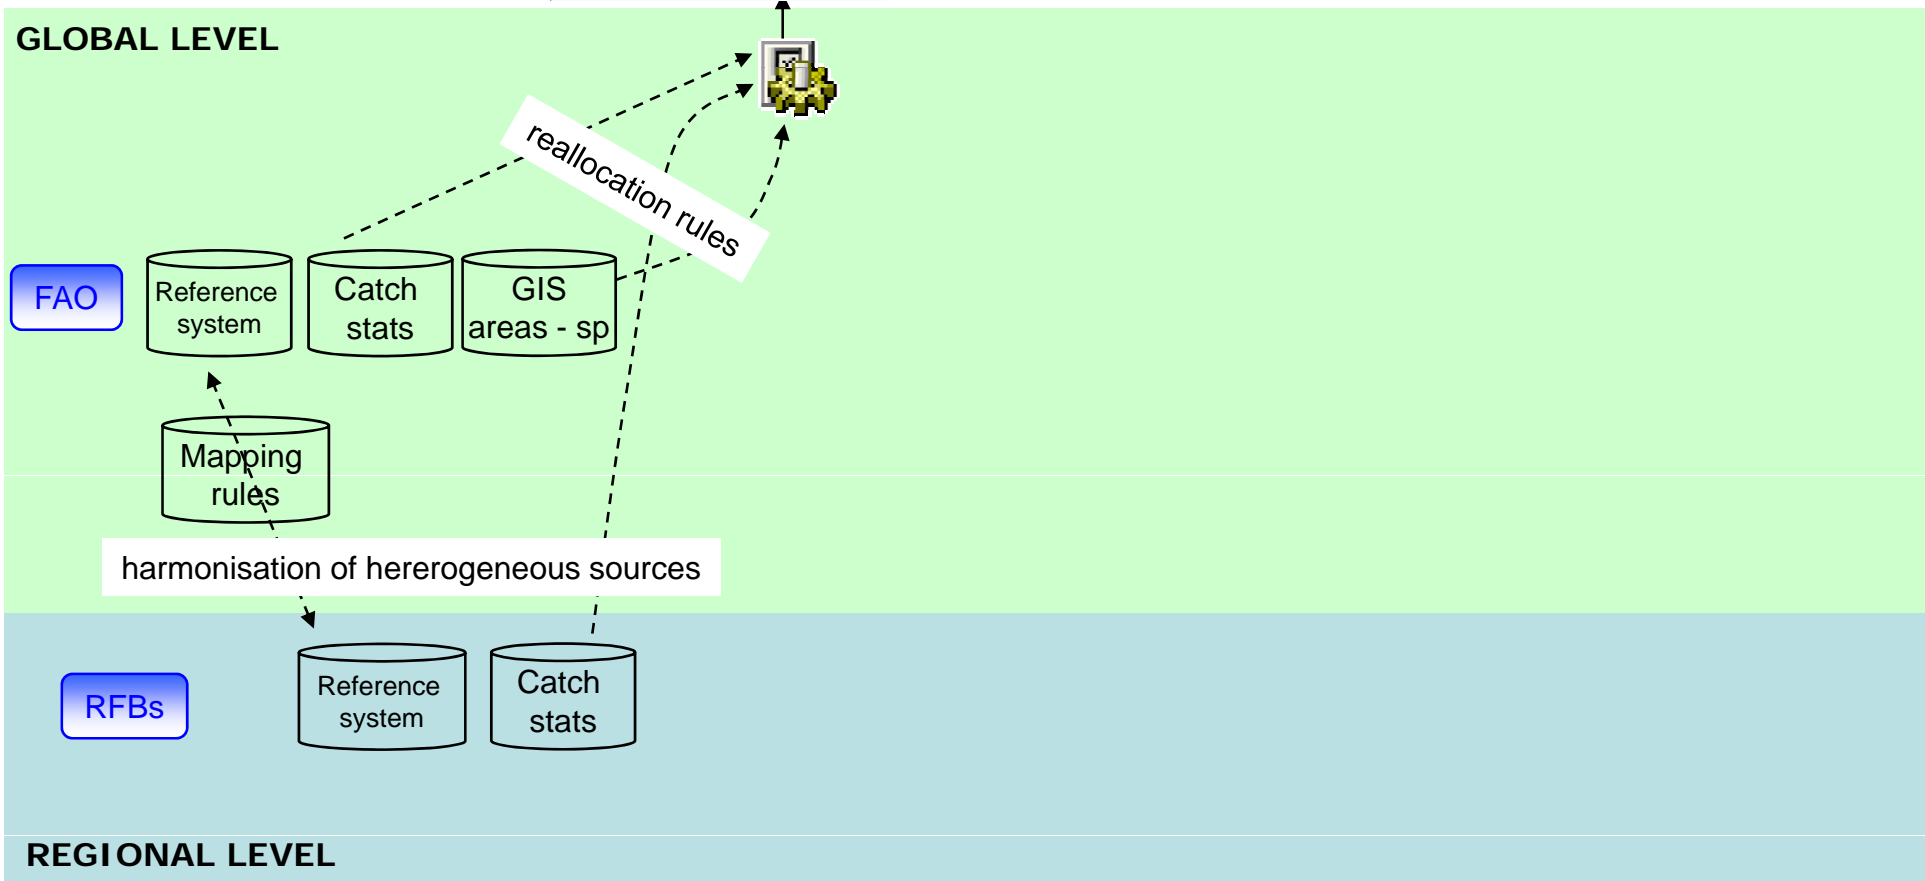 GLOBAL LEVEL
reallocation rules
FAO
Reference
system
Catch
stats
GIS
areas - sp
Mapping
rules
harmonisation of hererogeneous sources
RFBs
Reference
system
Catch
stats
REGIONAL LEVEL